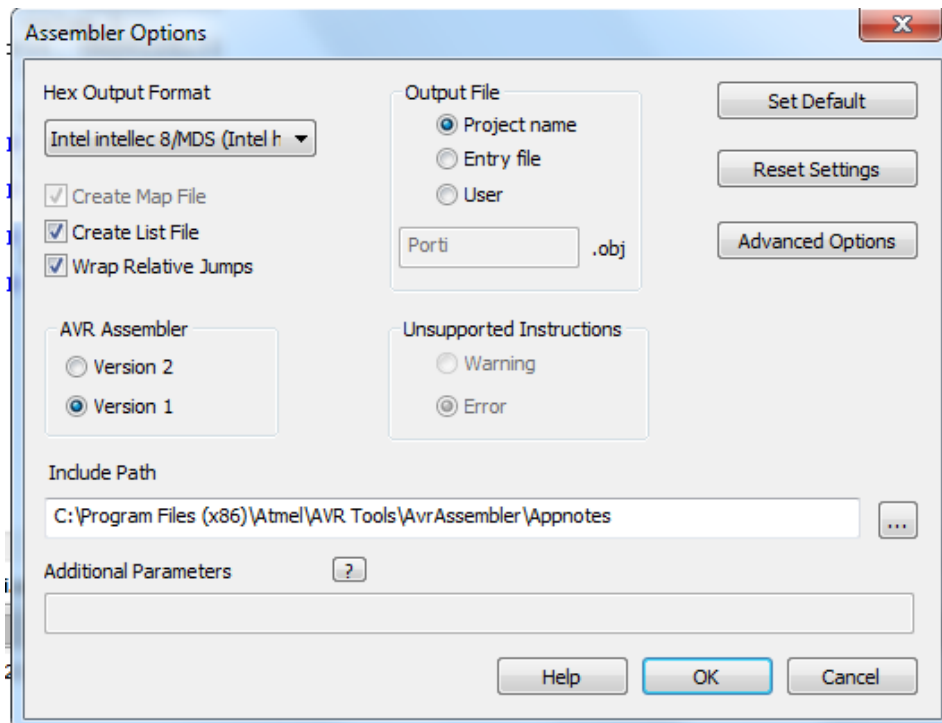 Assembler Options
Hex Output Format
Intel intellec 8/MDS (Intel h
Create Map File
Create List File
Wrap Relative Jumps
Output File
Project name
Entry file
User
Porti
.obj
Set Default
Reset Settings
Advanced Options
AVR Assembler
Version 2
Version 1
Unsupported Instructions
Warning
Error
Include Path
C:\Program Files (x86)\Atmel\AVR Tools\AvrAssembler\Appnotes
...
Additional Parameters
?
Help
OK
Cancel